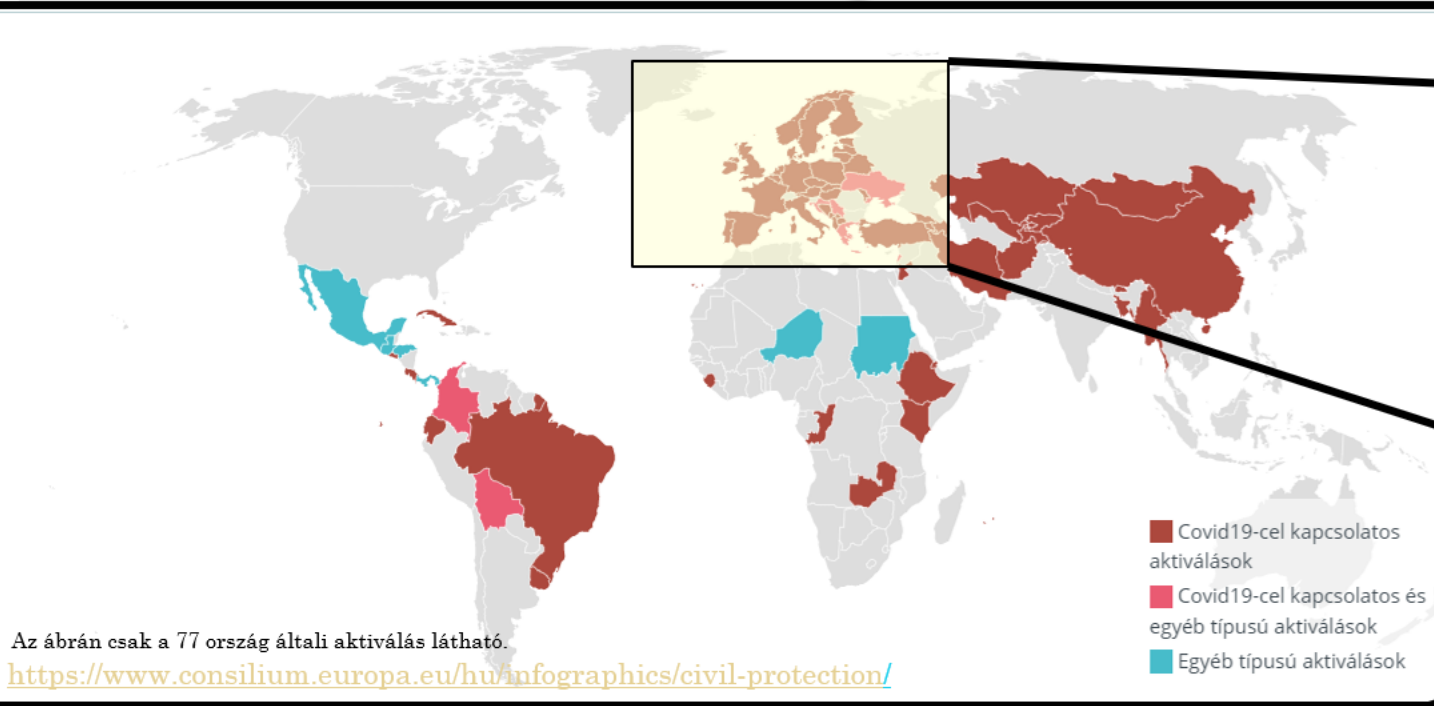 Covid19-cel kapcsolatos
aktiválások
Covid19-cel kapcsolatos és
egyéb típusú aktiválások
Egyéb típusú aktiválások
Az ábrán csak a 77 ország általi aktiválás látható.
https://www.consilium.europa.eu/hu/infographics/civil-protection/